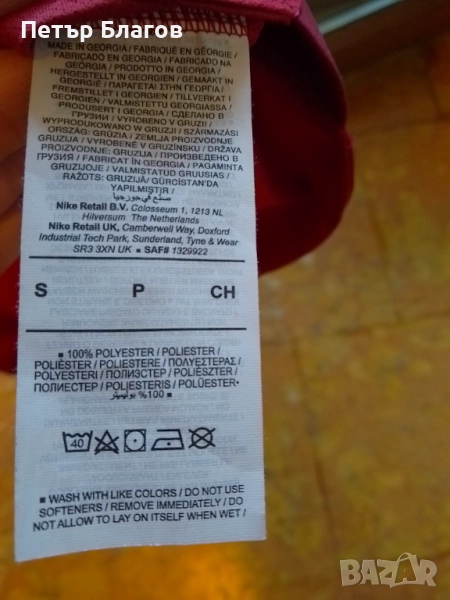 Петър Благов
MADE IN GEORGIA / FABRIQUÉ EN GÉORGIE /
FABRICADO EN GEORGIA / FABRICADO NA
GEÓRGIA / PRODOTTO IN GEORGIA /
HERGESTELLT IN GEORGIEN / GEMAAKT IN
GEORGIË / ΠΑΡΑΓΕΤΑΙ ΣΤΗΝ ΓΕΩΡΓΙΑ /
FREMSTILLET I GEORGIEN / TILLVERKAT I
GEORGIEN / VALMISTETTU GEORGIASSA /
PRODUSERT I GEORGIA / СДЕЛАНО В
ГРУЗИИ / VYROBENO V GRUZII /
WYPRODUKOWANO W GRUZJI / SZÁRMAZÁSI
ORSZÁG: GRÚZIA / ZEMLJA PROIZVODNJE
GRUZIJA / VYROBENÉ V GRUZÍNSKU / DRŽAVA
PROIZVODNJE: GRUZIJA / ПРОИЗВЕДЕНО В
ГРУЗИЯ / FABRICAT ÎN GEORGIA / PAGAMINTA
GRUZIJOJE / VALMISTATUD GRUUSIAS /
RAŽOTS: GRUZIJĀ / GÜRCİSTAN'DA
YAPILMIŞTIR /
صنع في جورجيا
Nike Retail B.V. Colosseum 1, 1213 NL
Hilversum The Netherlands
Nike Retail UK, Camberwell Way, Doxford
Industrial Tech Park, Sunderland, Tyne & Wear
SR3 3XN UK ■ SAF# 1329922
S P CH
■ 100% POLYESTER / POLIESTER /
POLIÉSTER / POLIESTERE / ΠΟΛΥΕΣΤΕΡΑΣ /
POLYESTERI / ПОЛИЭСТЕР / POLIÉSZTER /
ПОЛИЕСТЕР / POLIESTERIS / POLÜESTER
■ 100% بوليستر
40
■ WASH WITH LIKE COLORS / DO NOT USE
SOFTENERS / REMOVE IMMEDIATELY / DO
NOT ALLOW TO LAY ON ITSELF WHEN WET /
BAZAR